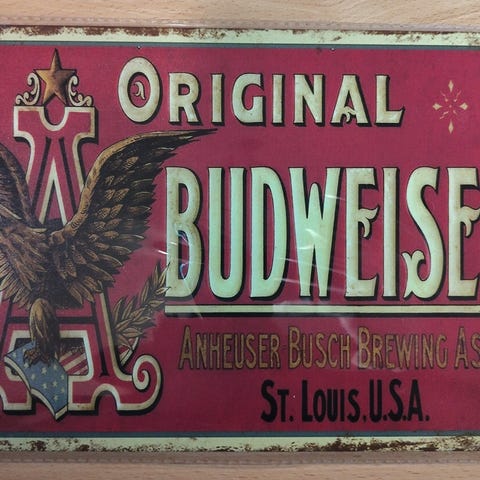 ORIGINAL
BUDWEISE
ANHEUSER BUSCH BREWING AS
ST. LOUIS, U.S.A.